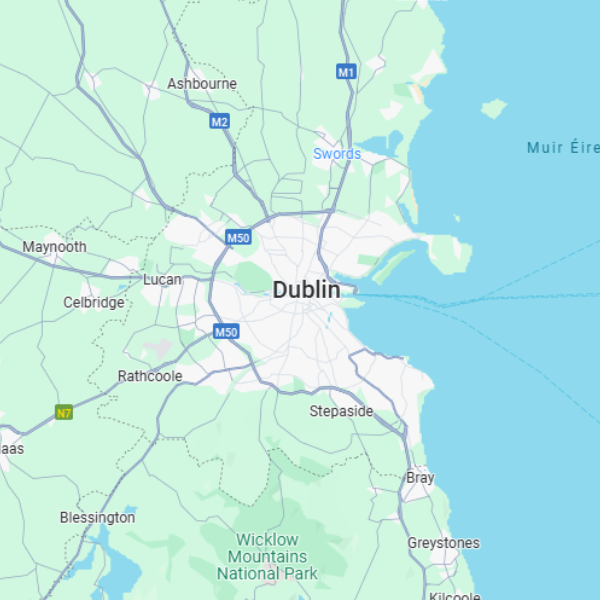 M1
Ashbourne
M2
Swords
Muir Éire
M50
Maynooth
Lucan
Dublin
Celbridge
M50
Rathcoole
N7
Stepaside
aas
Bray
Blessington
Wicklow
Mountains
National Park
Greystones
Kilcoole